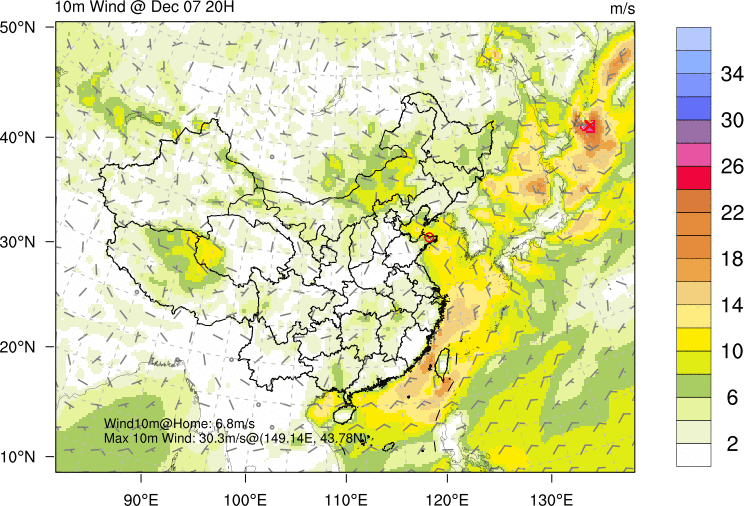 10m Wind @ Dec 07 20H
m/s
50°N
40°N
30°N
20°N
10°N
Wind10m@Home: 6.8m/s
Max 10m Wind: 30.3m/s@(149.14E, 43.78N)
90°E
100°E
110°E
120°E
130°E
34
30
26
22
18
14
10
6
2